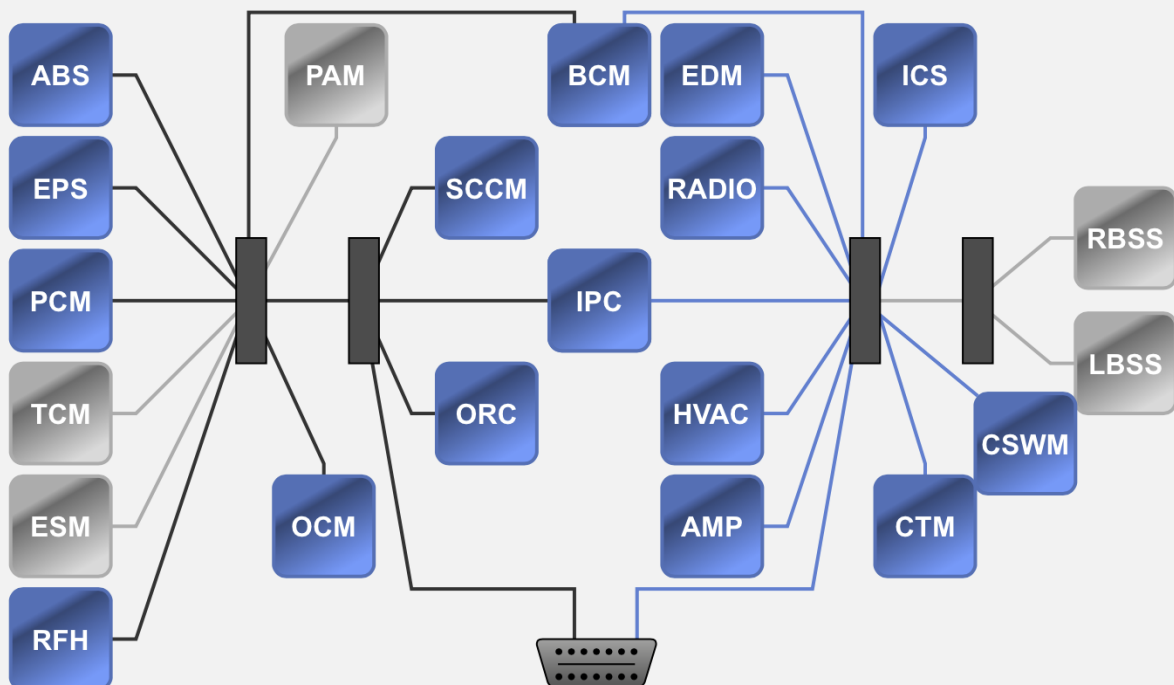 ABS
PAM
BCM
EDM
ICS
EPS
SCCM
RADIO
RBSS
PCM
IPC
LBSS
TCM
ORC
HVAC
CSWM
ESM
OCM
AMP
CTM
RFH